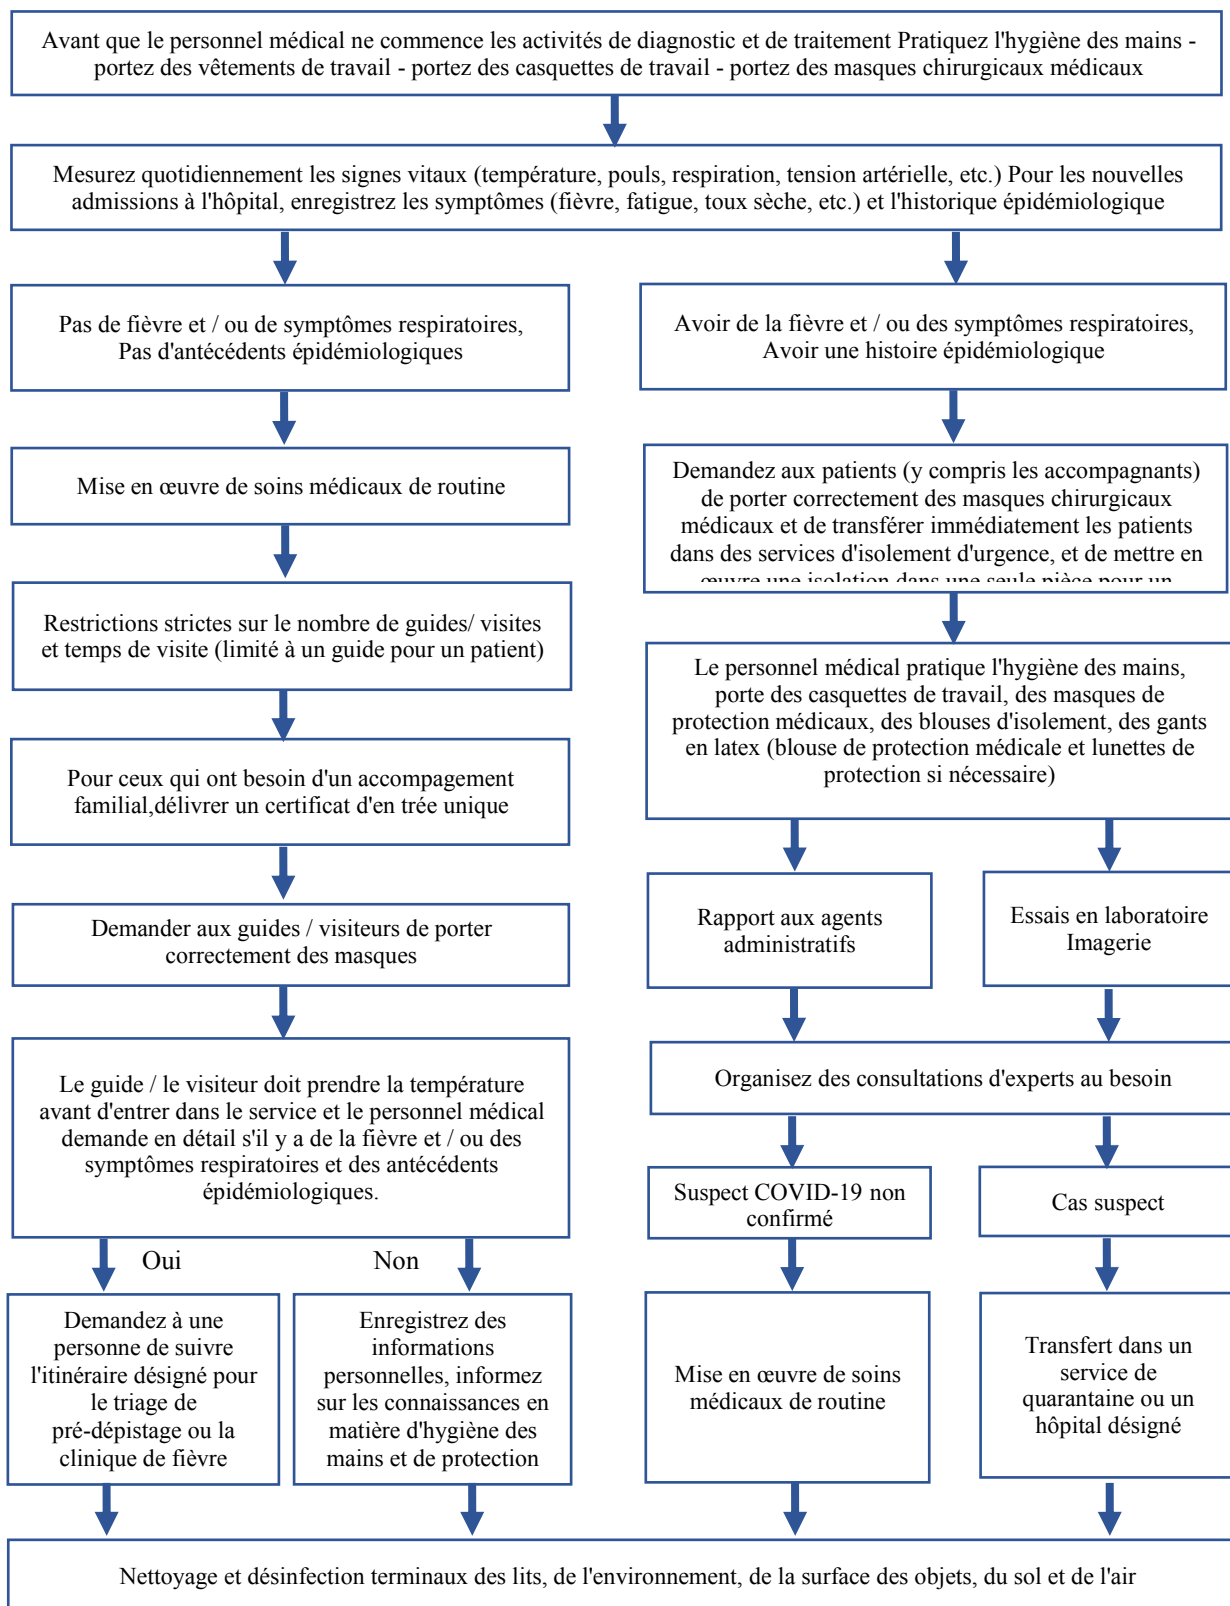 Avant que le personnel médical ne commence les activités de diagnostic et de traitement Pratiquez l'hygiène des mains -
portez des vêtements de travail - portez des casquettes de travail - portez des masques chirurgicaux médicaux
Mesurez quotidiennement les signes vitaux (température, pouls, respiration, tension artérielle, etc.) Pour les nouvelles
admissions à l'hôpital, enregistrez les symptômes (fièvre, fatigue, toux sèche, etc.) et l'historique épidémiologique
Pas de fièvre et / ou de symptômes respiratoires,
Pas d'antécédents épidémiologiques
Mise en œuvre de soins médicaux de routine
Restrictions strictes sur le nombre de guides/ visites
et temps de visite (limité à un guide pour un patient)
Pour ceux qui ont besoin d'un accompagement
familial,délivrer un certificat d'en trée unique
Demander aux guides / visiteurs de porter
correctement des masques
Le guide / le visiteur doit prendre la température
avant d'entrer dans le service et le personnel médical
demande en détail s'il y a de la fièvre et / ou des
symptômes respiratoires et des antécédents
épidémiologiques.
Oui
Non
Demandez à une
personne de suivre
l'itinéraire désigné pour
le triage de
pré-dépistage ou la
clinique de fièvre
Enregistrez des
informations
personnelles, informez
sur les connaissances en
matière d'hygiène des
mains et de protection
Avoir de la fièvre et / ou des symptômes respiratoires,
Avoir une histoire épidémiologique
Demandez aux patients (y compris les accompagnants)
de porter correctement des masques chirurgicaux
médicaux et de transférer immédiatement les patients
dans des services d'isolement d'urgence, et de mettre en
œuvre une isolation dans une seule pièce pour un
Le personnel médical pratique l'hygiène des mains,
porte des casquettes de travail, des masques de
protection médicaux, des blouses d'isolement, des gants
en latex (blouse de protection médicale et lunettes de
protection si nécessaire)
Rapport aux agents
administratifs
Essais en laboratoire
Imagerie
Organisez des consultations d'experts au besoin
Suspect COVID-19 non
confirmé
Cas suspect
Mise en œuvre de soins
médicaux de routine
Transfert dans un
service de
quarantaine ou un
hôpital désigné
Nettoyage et désinfection terminaux des lits, de l'environnement, de la surface des objets, du sol et de l'air